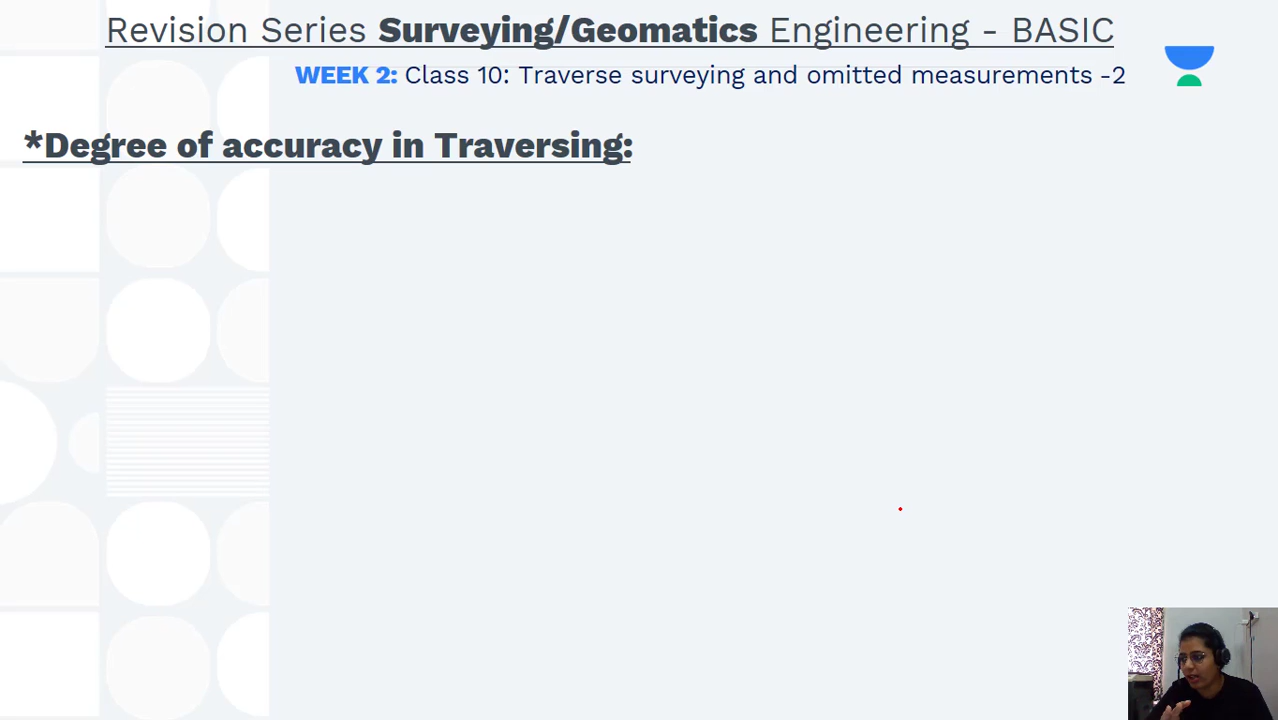 Revision Series Surveying/Geomatics Engineering - BASIC
WEEK 2: Class 10: Traverse surveying and omitted measurements -2
*Degree of accuracy in Traversing: